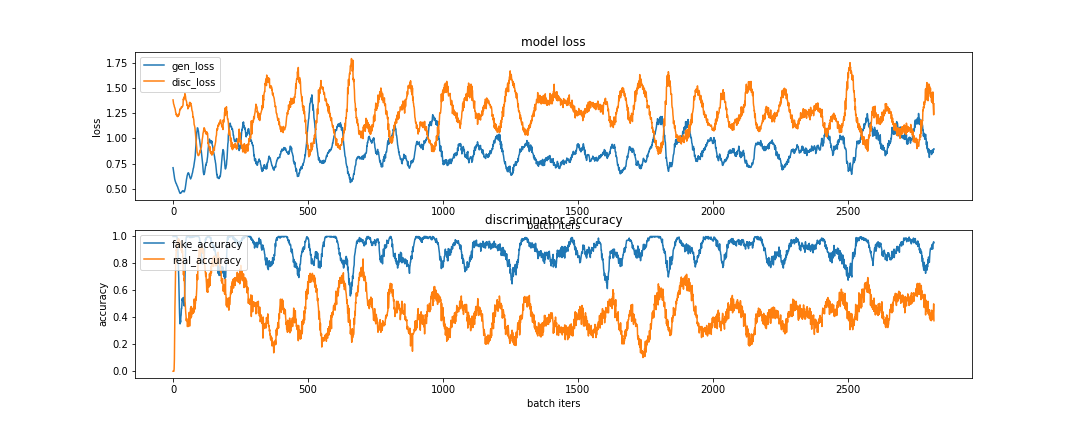 model loss
gen_loss
disc_loss
1.75
1.50
1.25
1.00
0.75
0.50
loss
0
500
1000
1500
2000
2500
batch iters
discriminator accuracy
fake_accuracy
real_accuracy
1.0
0.8
0.6
0.4
0.2
0.0
accuracy
0
500
1000
1500
2000
2500
batch iters